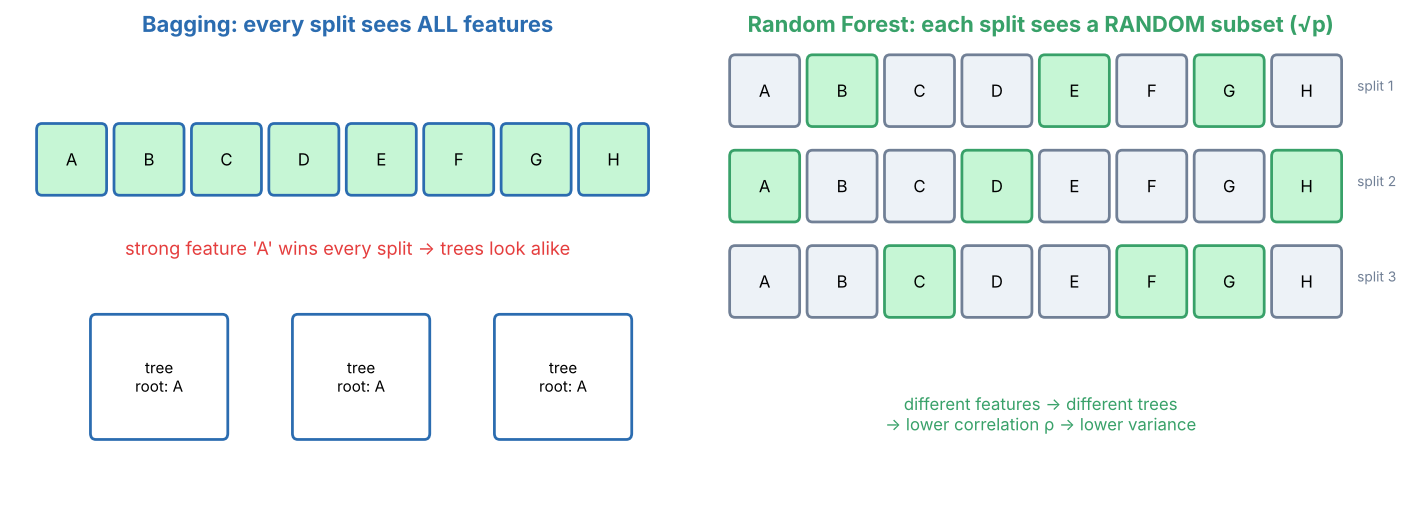 Bagging: every split sees ALL features
A B C D E F G H
strong feature 'A' wins every split → trees look alike
tree
root: A
tree
root: A
tree
root: A
Random Forest: each split sees a RANDOM subset (√p)
A B C D E F G H split 1
A B C D E F G H split 2
A B C D E F G H split 3
different features → different trees
→ lower correlation ρ → lower variance